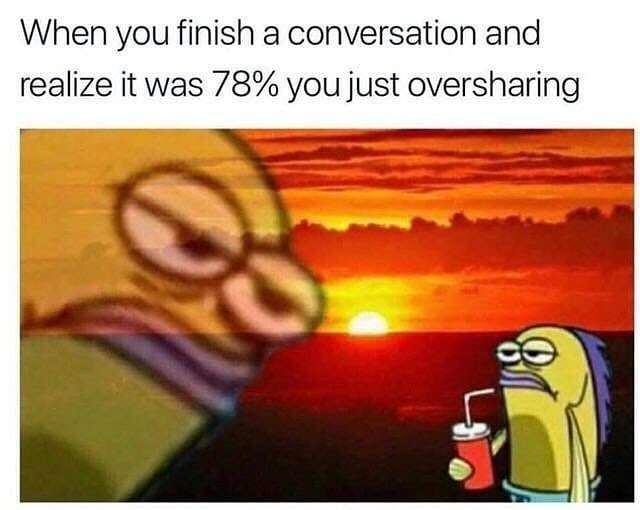 When you finish a conversation and
realize it was 78% you just oversharing